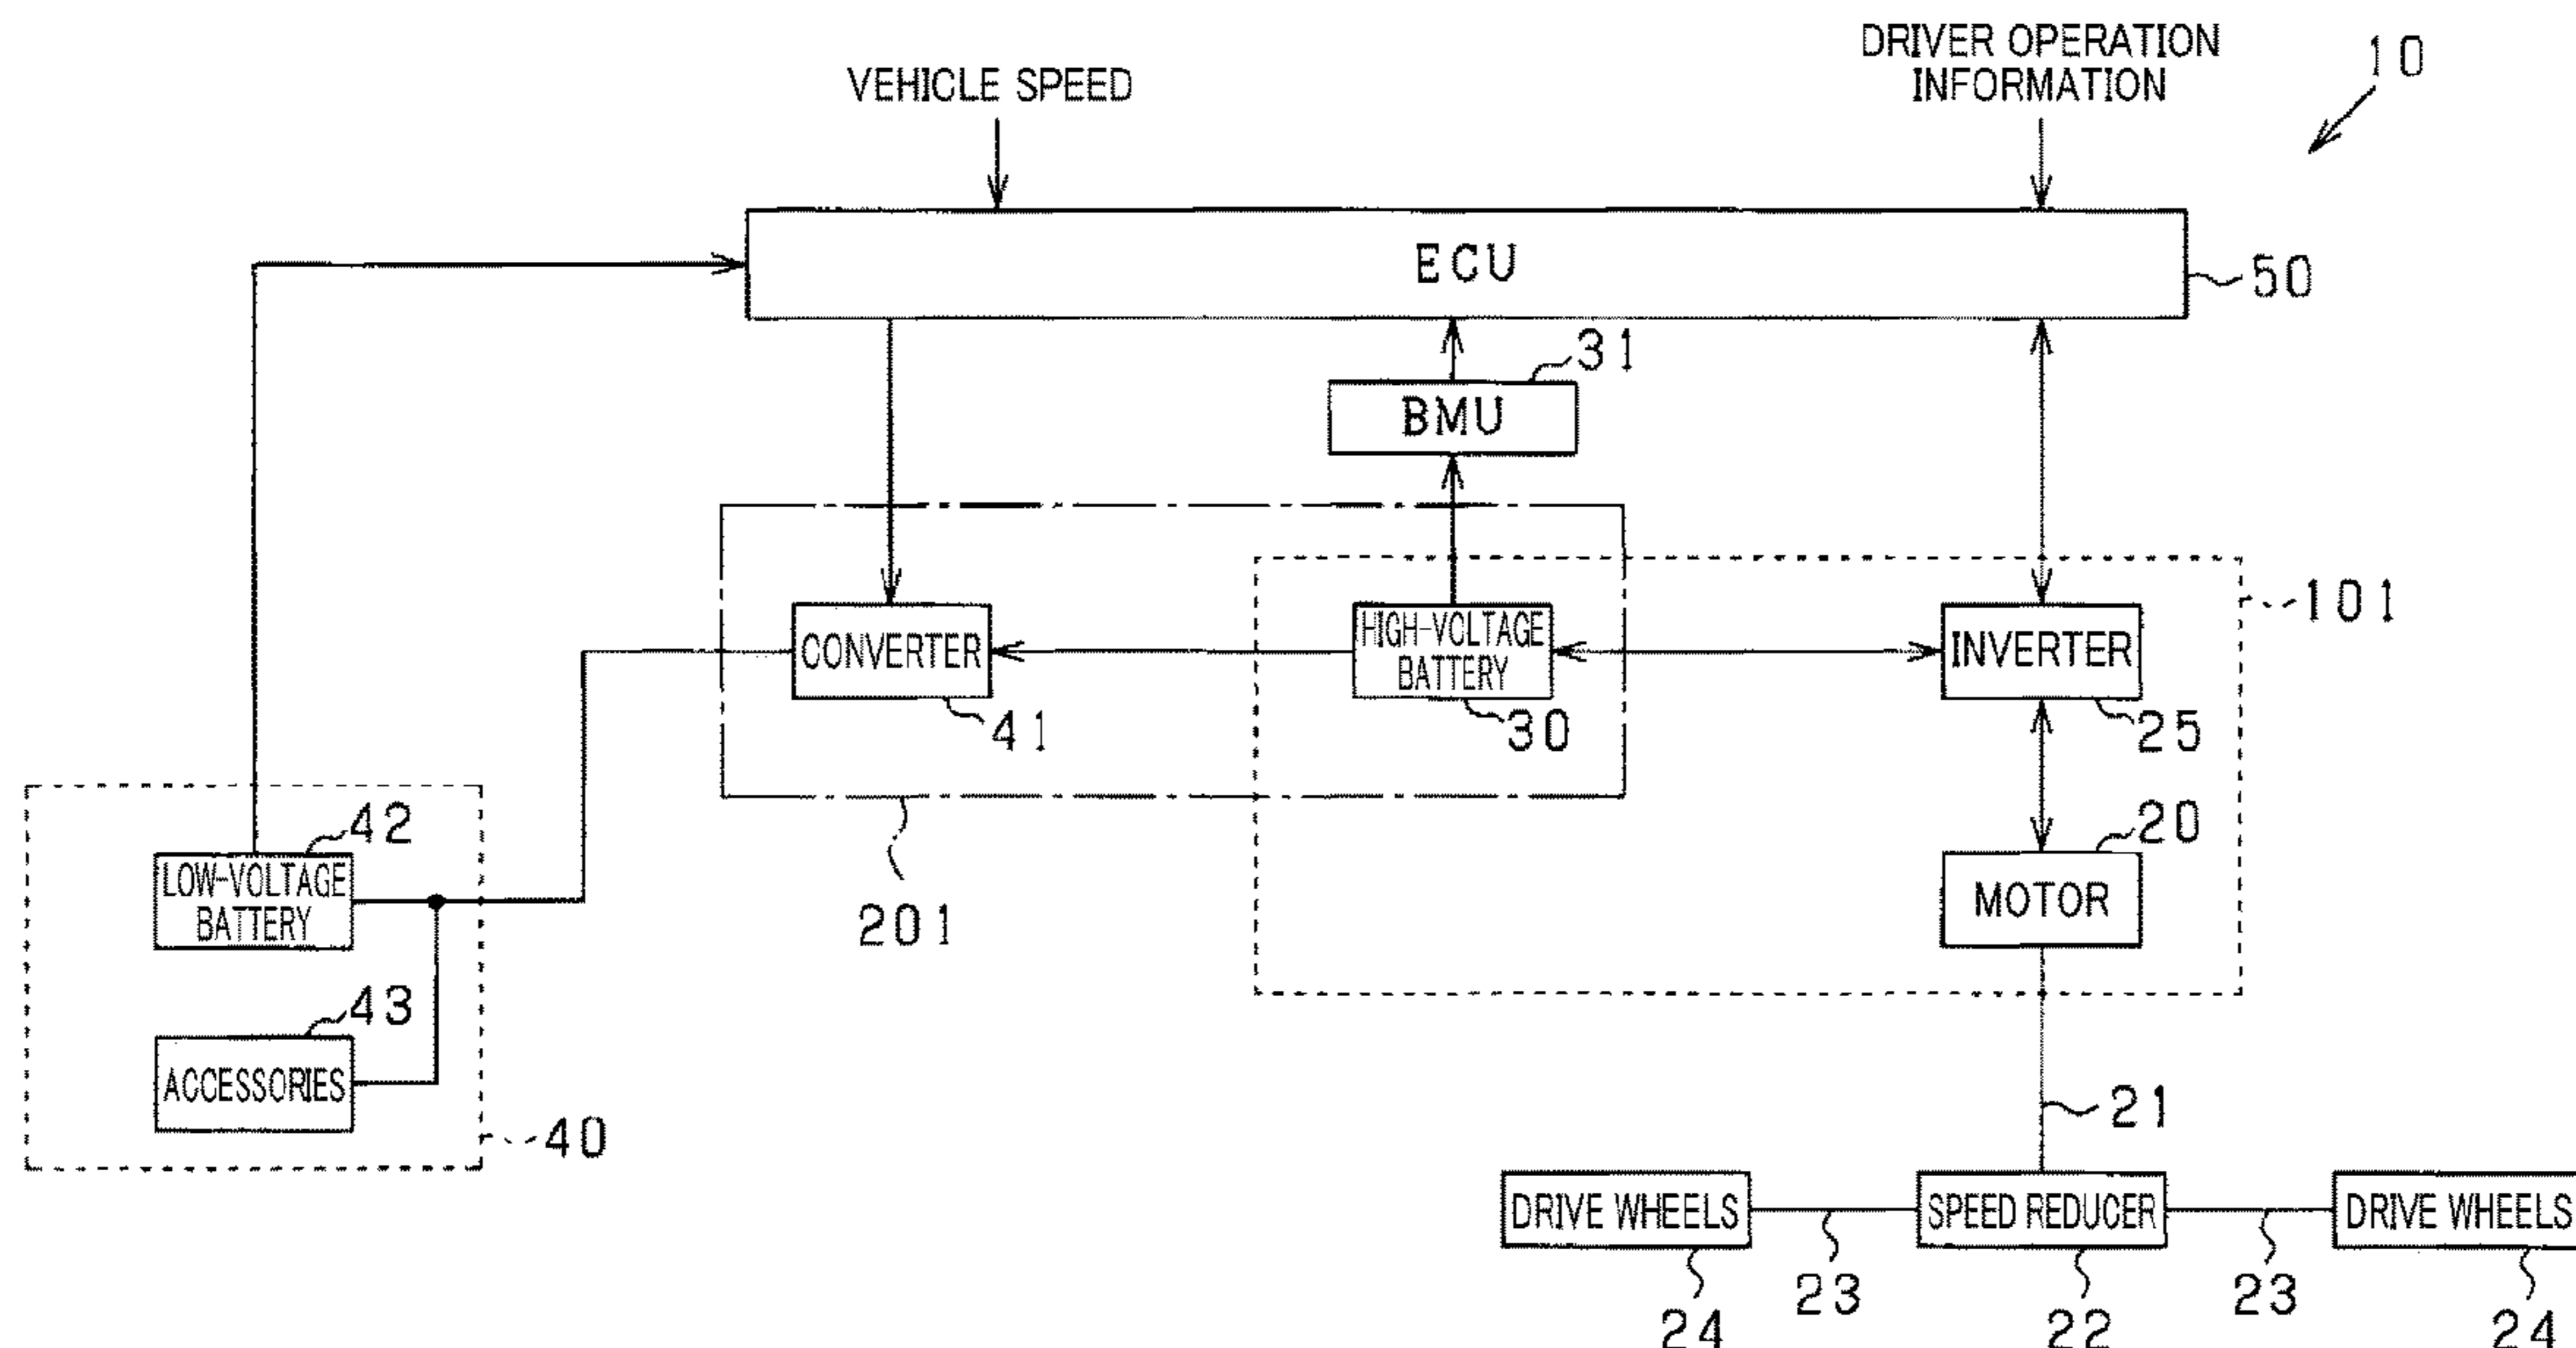 DRIVER OPERATION
INFORMATION
10
VEHICLE SPEED
ECU
50
31
BMU
101
CONVERTER
HIGH-VOLTAGE
BATTERY
INVERTER
41
30
25
42
20
LOW-VOLTAGE
BATTERY
MOTOR
201
43
ACCESSORIES
21
40
DRIVE WHEELS
SPEED REDUCER
DRIVE WHEELS
23
23
24
22
24